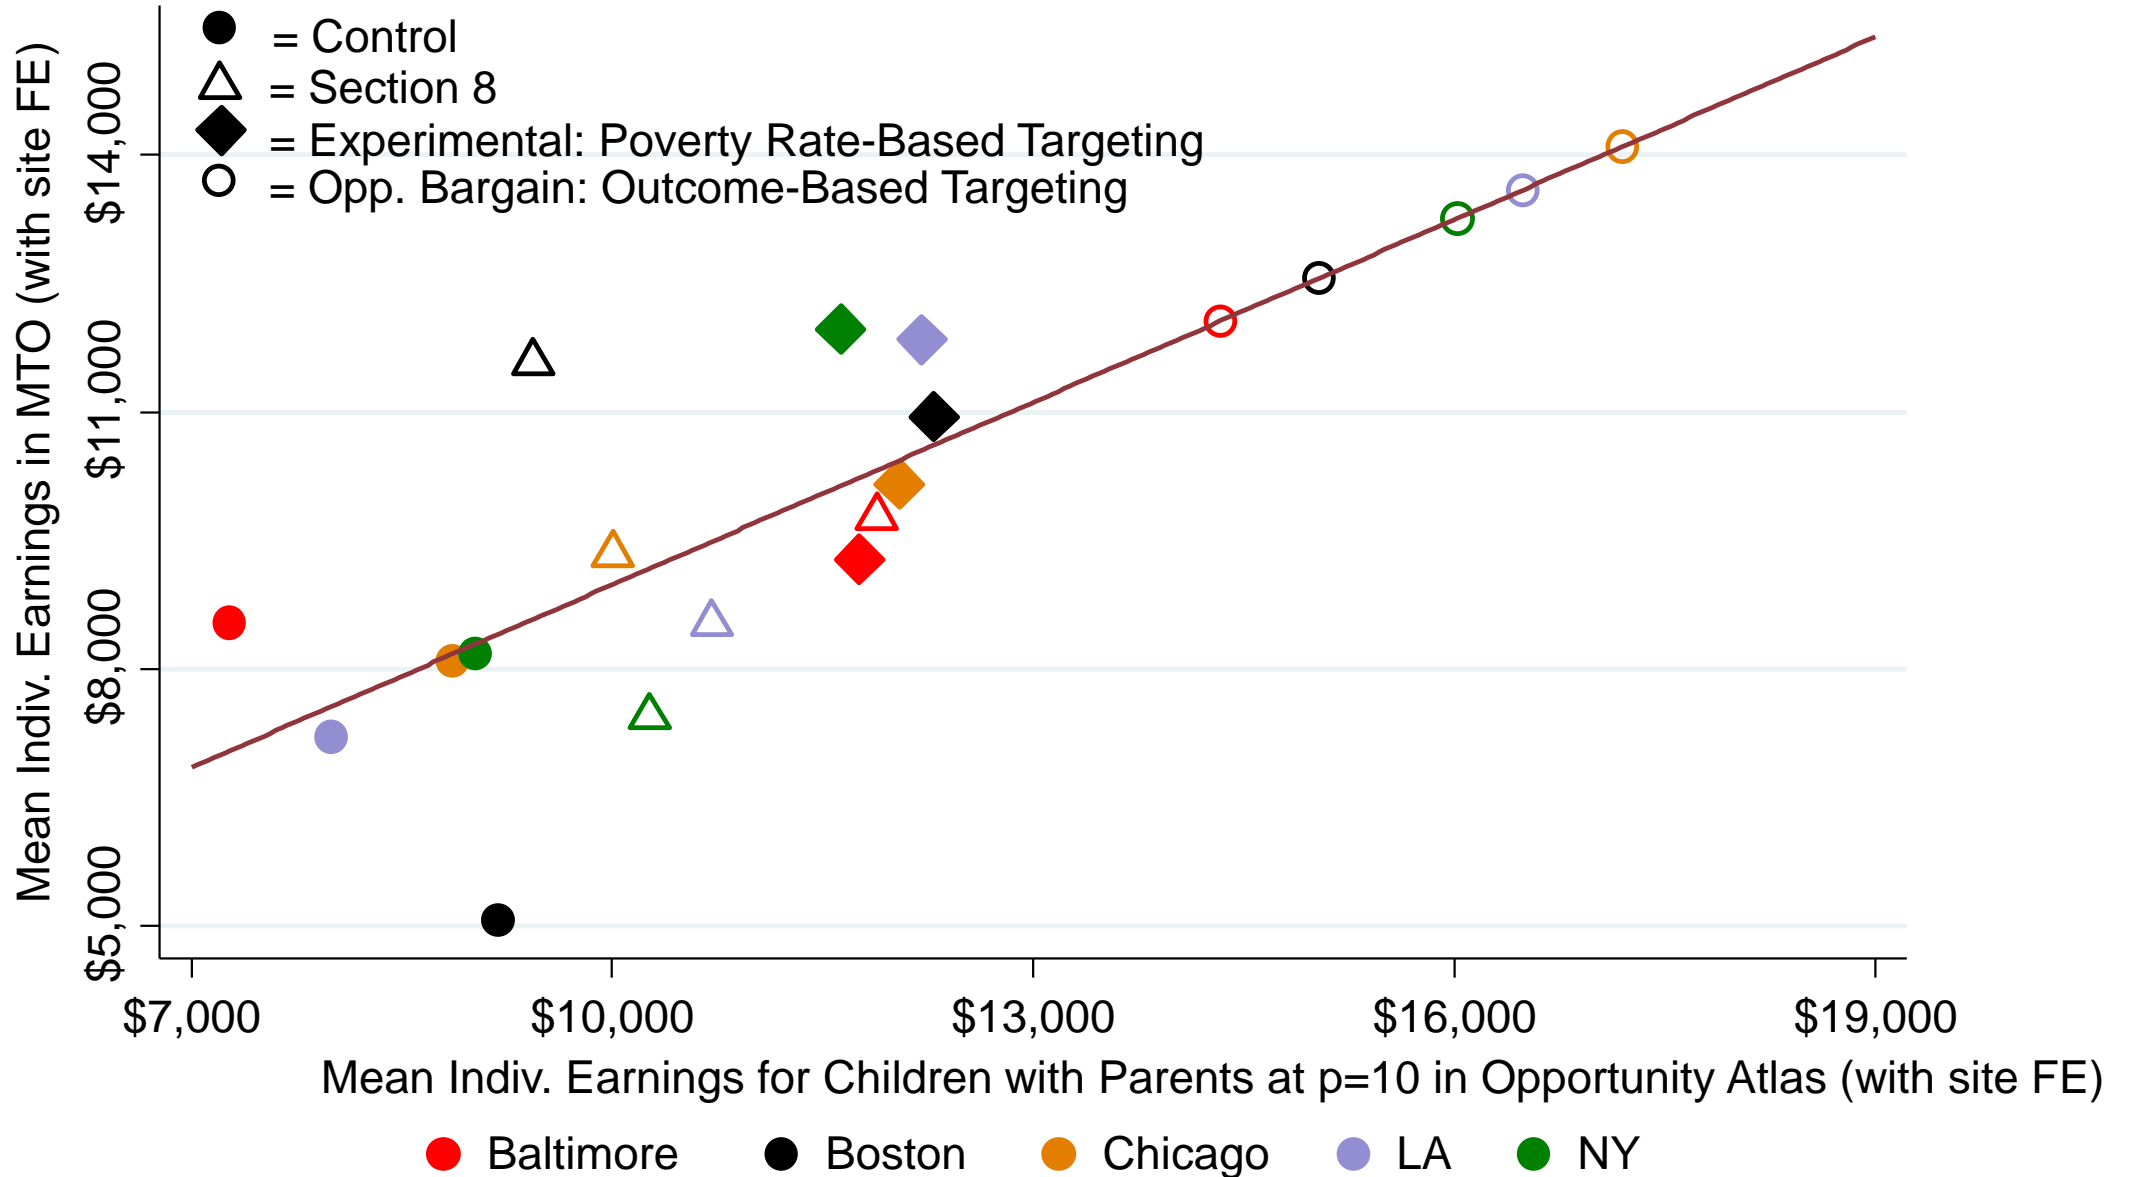 = Control
= Section 8
= Experimental: Poverty Rate-Based Targeting
= Opp. Bargain: Outcome-Based Targeting
Mean Indiv. Earnings in MTO (with site FE)
$14,000
$11,000
$8,000
$5,000
$7,000 $10,000 $13,000 $16,000 $19,000
Mean Indiv. Earnings for Children with Parents at p=10 in Opportunity Atlas (with site FE)
Baltimore Boston Chicago LA NY